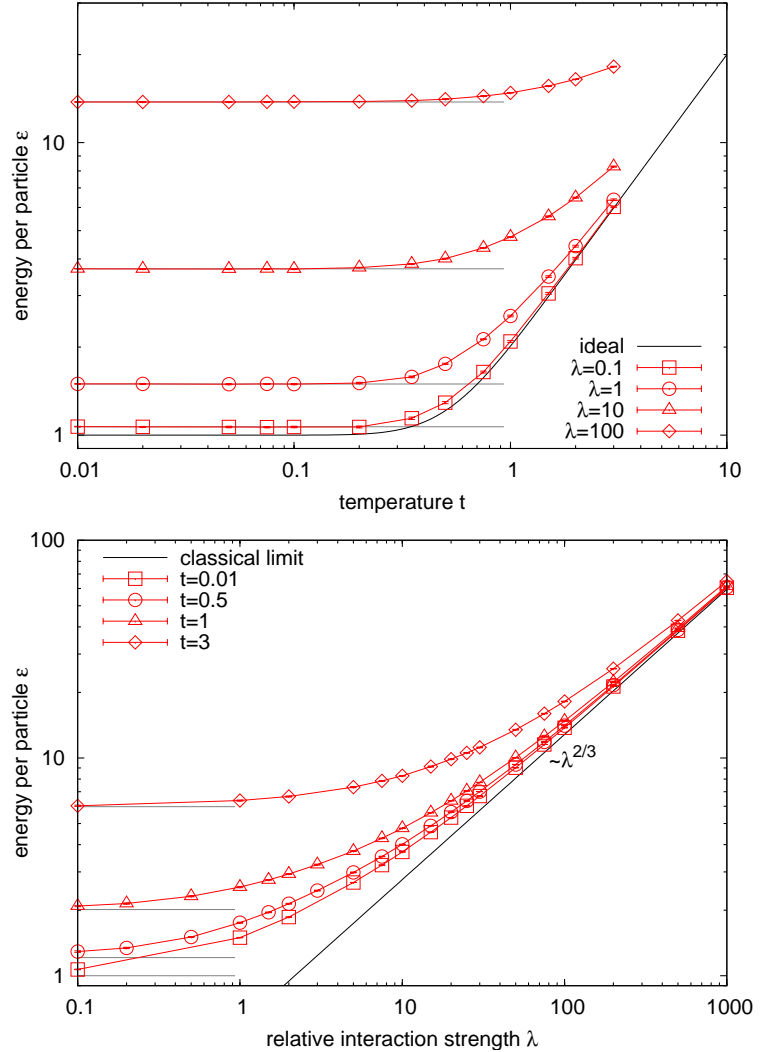 10
1
energy per particle ε
0.01
0.1
1
10
temperature t
ideal
λ=0.1
λ=1
λ=10
λ=100
100
10
1
energy per particle ε
classical limit
t=0.01
t=0.5
t=1
t=3
~λ^2/3
0.1
1
10
100
1000
relative interaction strength λ